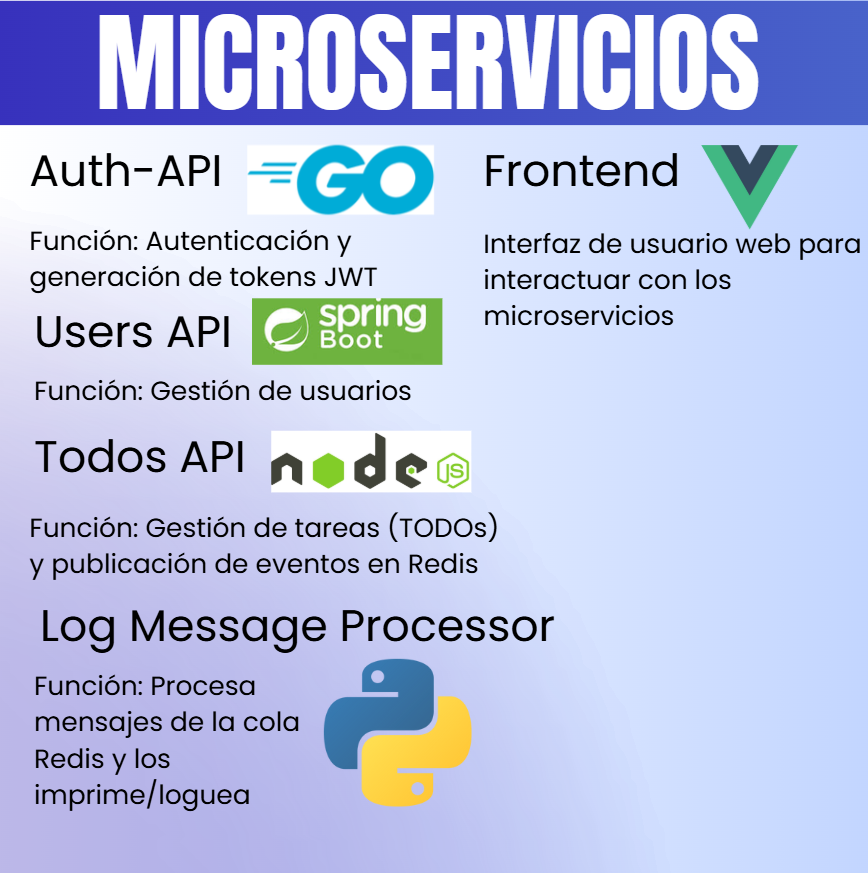 MICROSERVICIOS
Auth-API
GO
Función: Autenticación y
generación de tokens JWT
Users API
spring
Boot
Función: Gestión de usuarios
Todos API
node
JS
Función: Gestión de tareas (TODOs)
y publicación de eventos en Redis
Log Message Processor
Función: Procesa
mensajes de la cola
Redis y los
imprime/loguea
Frontend
Interfaz de usuario web para
interactuar con los
microservicios